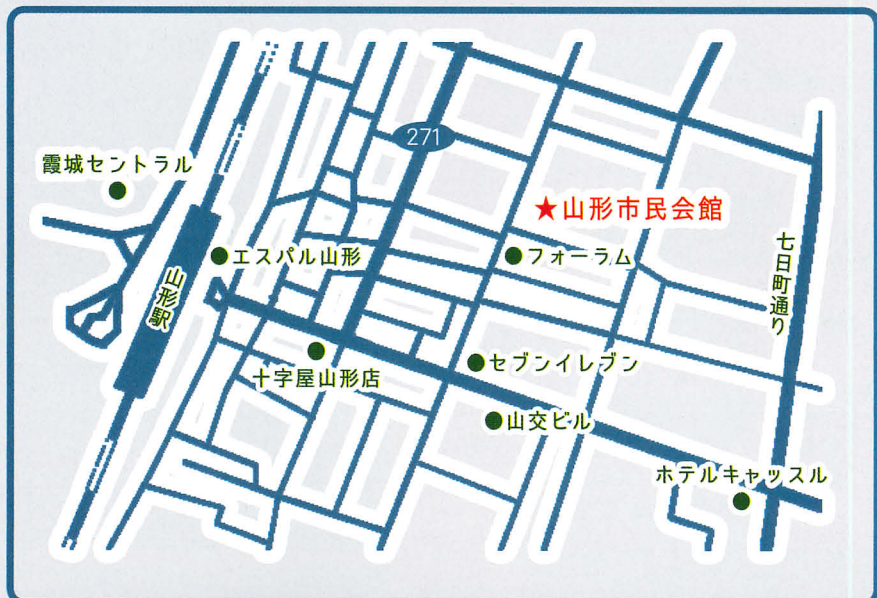 271
霞城セントラル
★山形市民会館
エスパル山形
フォーラム
七日町通り
山形駅
十字屋山形店
セブンイレブン
山交ビル
ホテルキャッスル